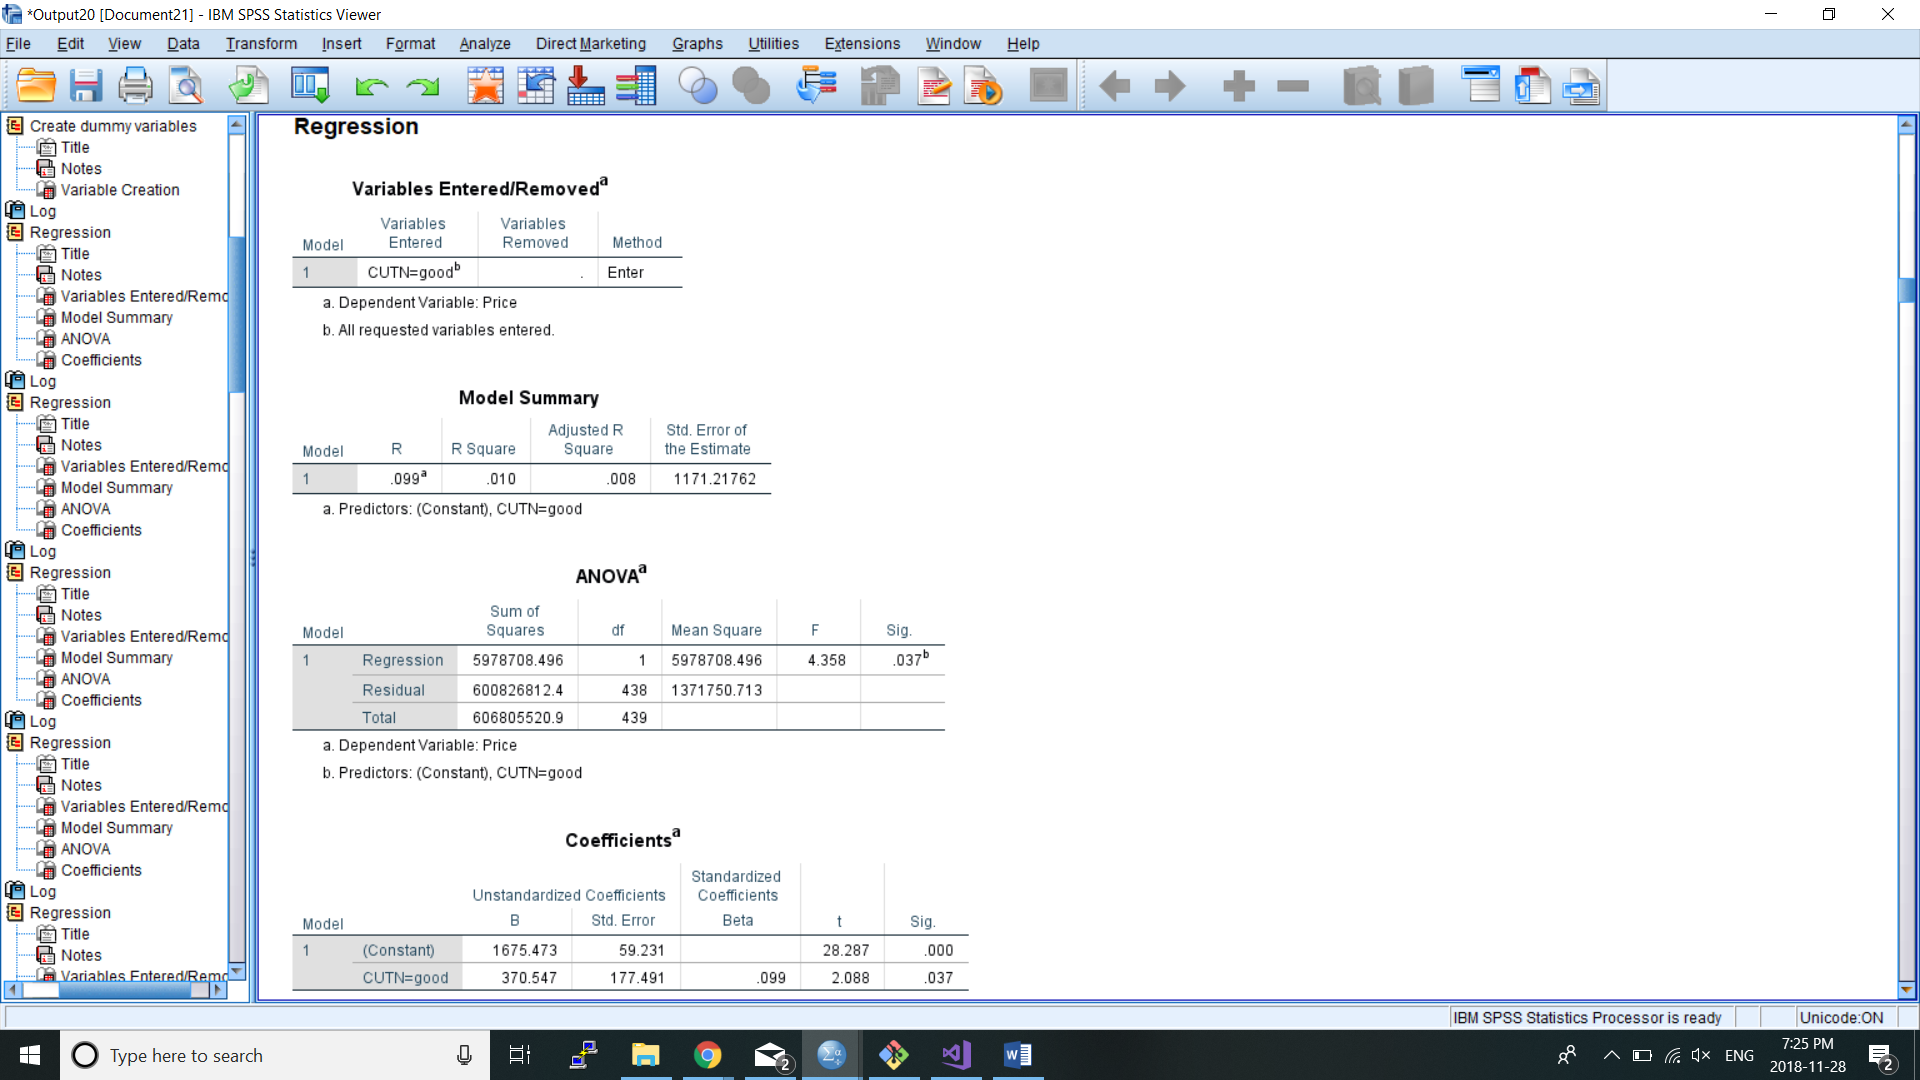 *Output20 [Document21] - IBM SPSS Statistics Viewer
File Edit View Data Transform Insert Format Analyze Direct Marketing Graphs Utilities Extensions Window Help
Create dummy variables
Title
Notes
Variable Creation
Log
Regression
Title
Notes
Variables Entered/Remo
Model Summary
ANOVA
Coefficients
Log
Regression
Title
Notes
Variables Entered/Remo
Model Summary
ANOVA
Coefficients
Log
Regression
Title
Notes
Variables Entered/Remo
Model Summary
ANOVA
Coefficients
Log
Regression
Title
Notes
Variables Entered/Remo
Model Summary
ANOVA
Coefficients
Log
Regression
Title
Notes
Variables Entered/Remo
Regression
Variables Entered/Removedᵃ
Variables Variables
Model Entered Removed Method
1 CUTN=goodᵇ . Enter
a. Dependent Variable: Price
b. All requested variables entered.
Model Summary
Adjusted R Std. Error of
Model R R Square Square the Estimate
1 .099ᵃ .010 .008 1171.21762
a. Predictors: (Constant), CUTN=good
ANOVAᵃ
Sum of
Model Squares df Mean Square F Sig.
1 Regression 5978708.496 1 5978708.496 4.358 .037ᵇ
Residual 600826812.4 438 1371750.713
Total 606805520.9 439
a. Dependent Variable: Price
b. Predictors: (Constant), CUTN=good
Coefficientsᵃ
Standardized
Unstandardized Coefficients Coefficients
Model B Std. Error Beta t Sig.
1 (Constant) 1675.473 59.231 28.287 .000
CUTN=good 370.547 177.491 .099 2.088 .037
IBM SPSS Statistics Processor is ready Unicode:ON
Type here to search
2
ENG
7:25 PM
2018-11-28
2